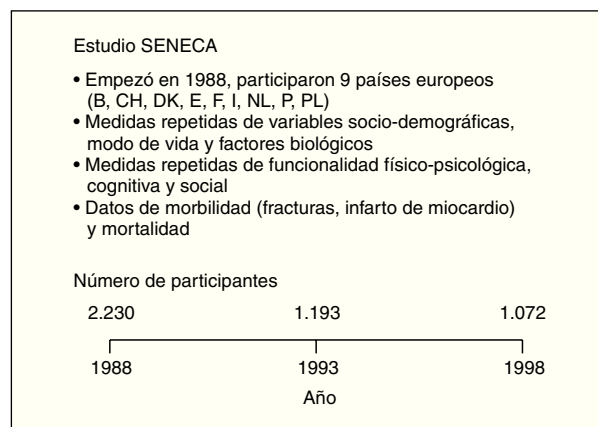 Estudio SENECA
• Empezó en 1988, participaron 9 países europeos
(B, CH, DK, E, F, I, NL, P, PL)
• Medidas repetidas de variables socio-demográficas,
modo de vida y factores biológicos
• Medidas repetidas de funcionalidad físico-psicológica,
cognitiva y social
• Datos de morbilidad (fracturas, infarto de miocardio)
y mortalidad
Número de participantes
2.230 1.193 1.072
1988 1993 1998
Año